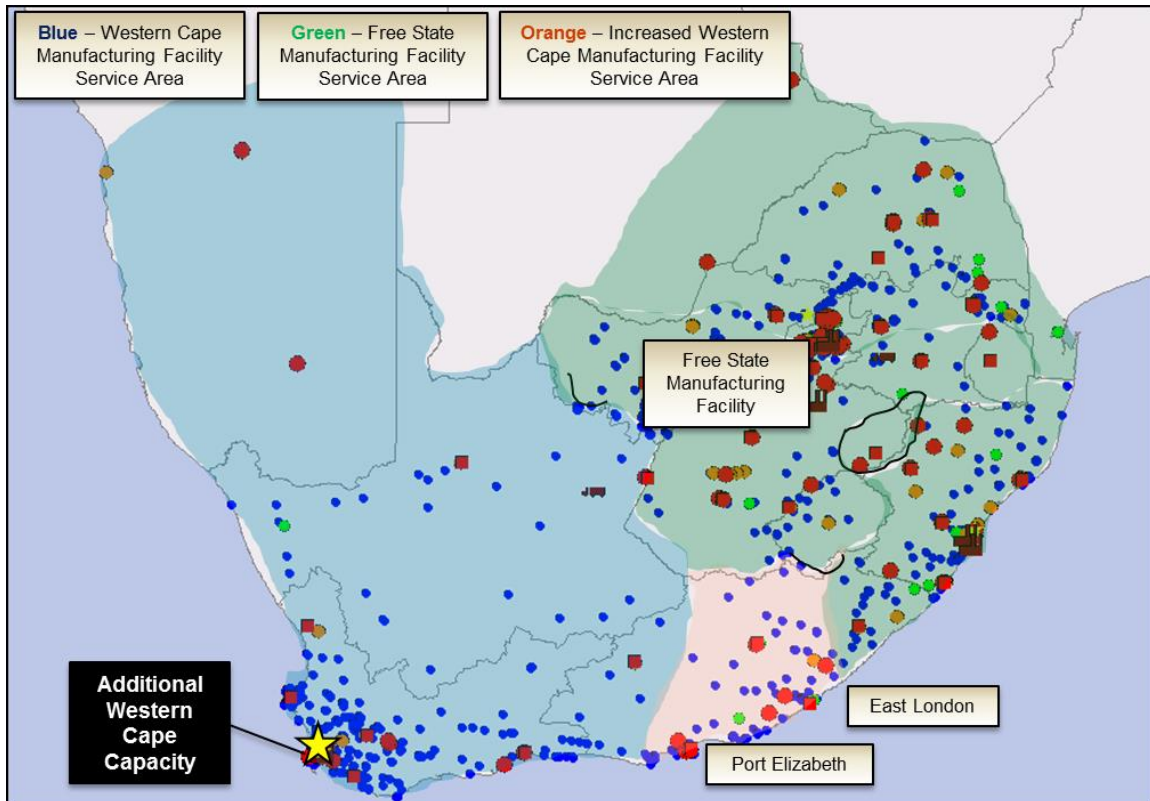 Blue – Western Cape
Manufacturing Facility
Service Area
Green – Free State
Manufacturing Facility
Service Area
Orange – Increased Western
Cape Manufacturing Facility
Service Area
Free State
Manufacturing
Facility
Additional
Western
Cape
Capacity
East London
Port Elizabeth